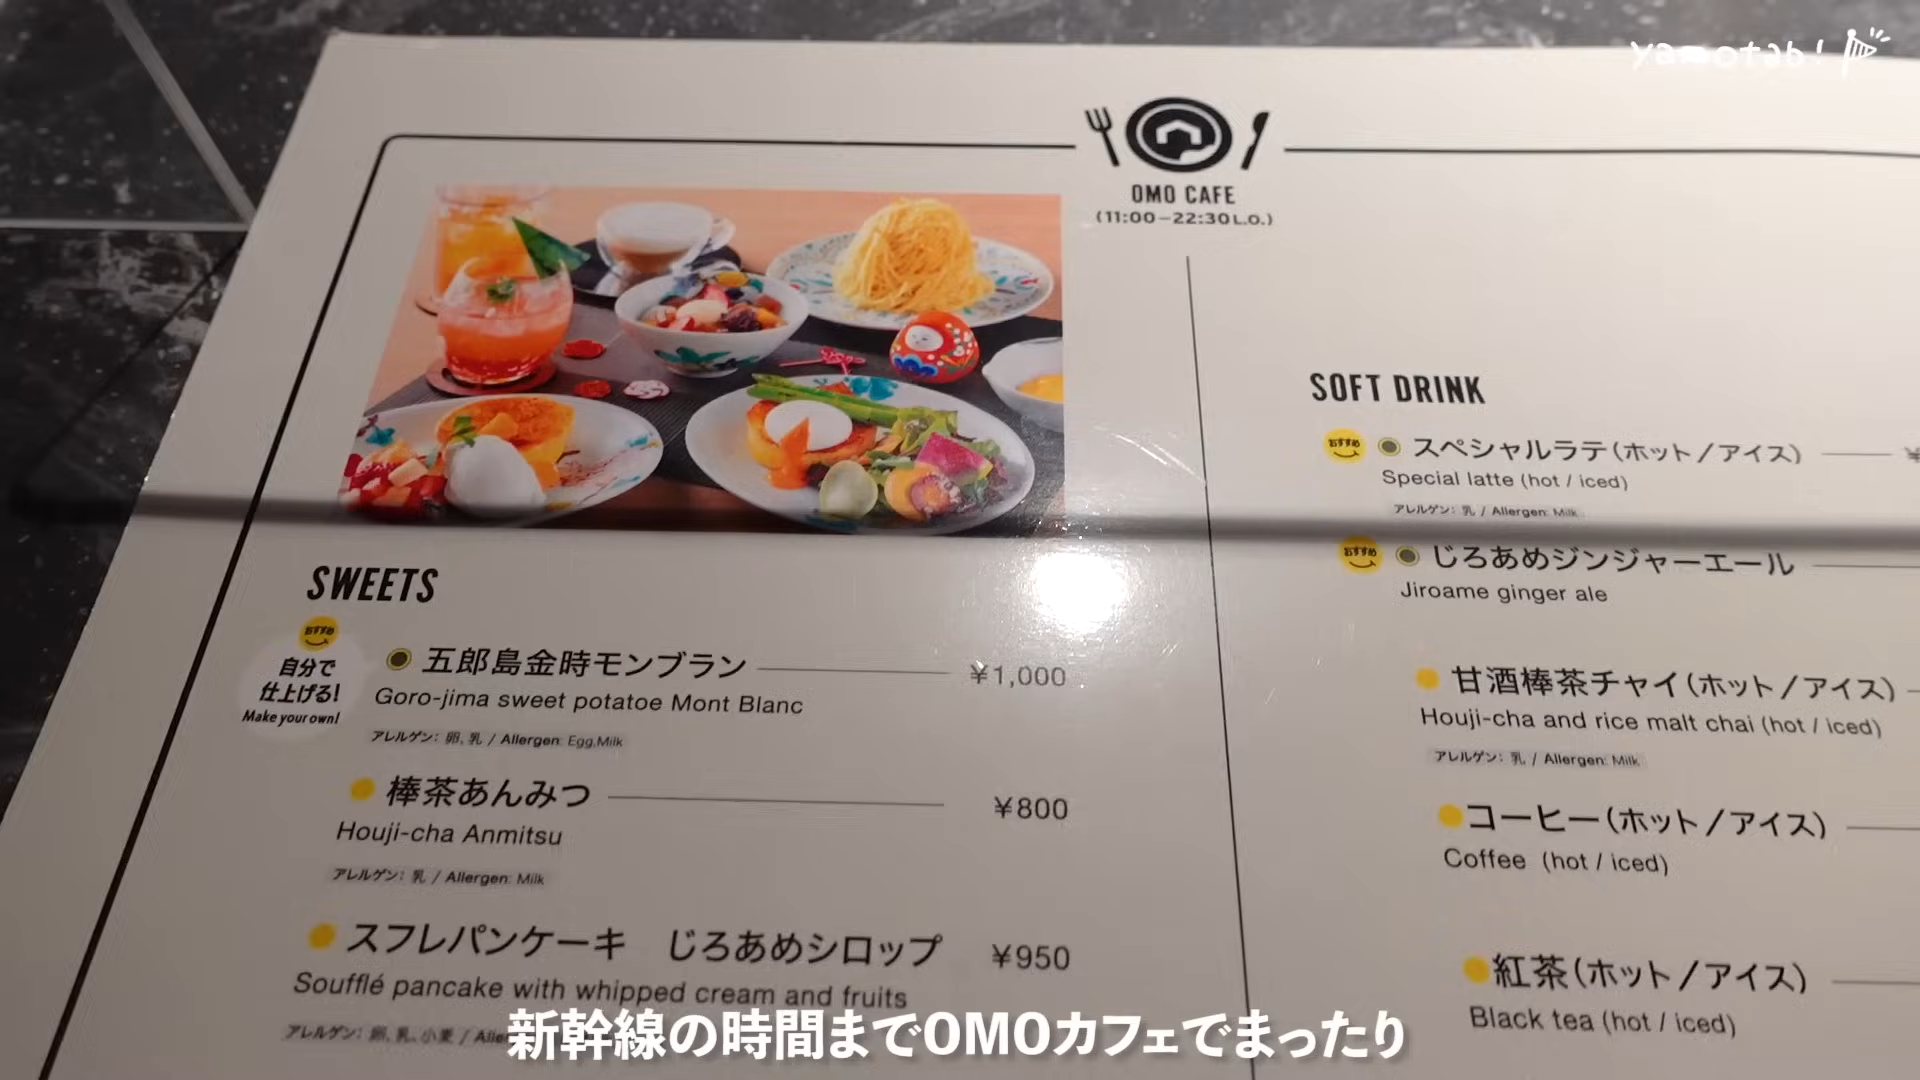 yamotabi!
OMO CAFE
(11:00−22:30L.O.)
SWEETS
おすすめ
自分で
仕上げる!
Make your own!
五郎島金時モンブラン ¥1,000
Goro-jima sweet potatoe Mont Blanc
アレルゲン: 卵、乳 / Allergen: Egg,Milk
棒茶あんみつ ¥800
Houji-cha Anmitsu
アレルゲン: 乳 / Allergen: Milk
スフレパンケーキ じろあめシロップ ¥950
Soufflé pancake with whipped cream and fruits
アレルゲン: 卵、乳、小麦 /
SOFT DRINK
おすすめ
スペシャルラテ(ホット/アイス) ¥
Special latte (hot / iced)
アレルゲン: 乳 / Allergen: Milk
おすすめ
じろあめジンジャーエール
Jiroame ginger ale
甘酒棒茶チャイ(ホット/アイス)
Houji-cha and rice malt chai (hot / iced)
アレルゲン: 乳 / Allergen: Milk
コーヒー(ホット/アイス)
Coffee (hot / iced)
紅茶(ホット/アイス)
Black tea (hot / iced)
新幹線の時間までOMOカフェでまったり